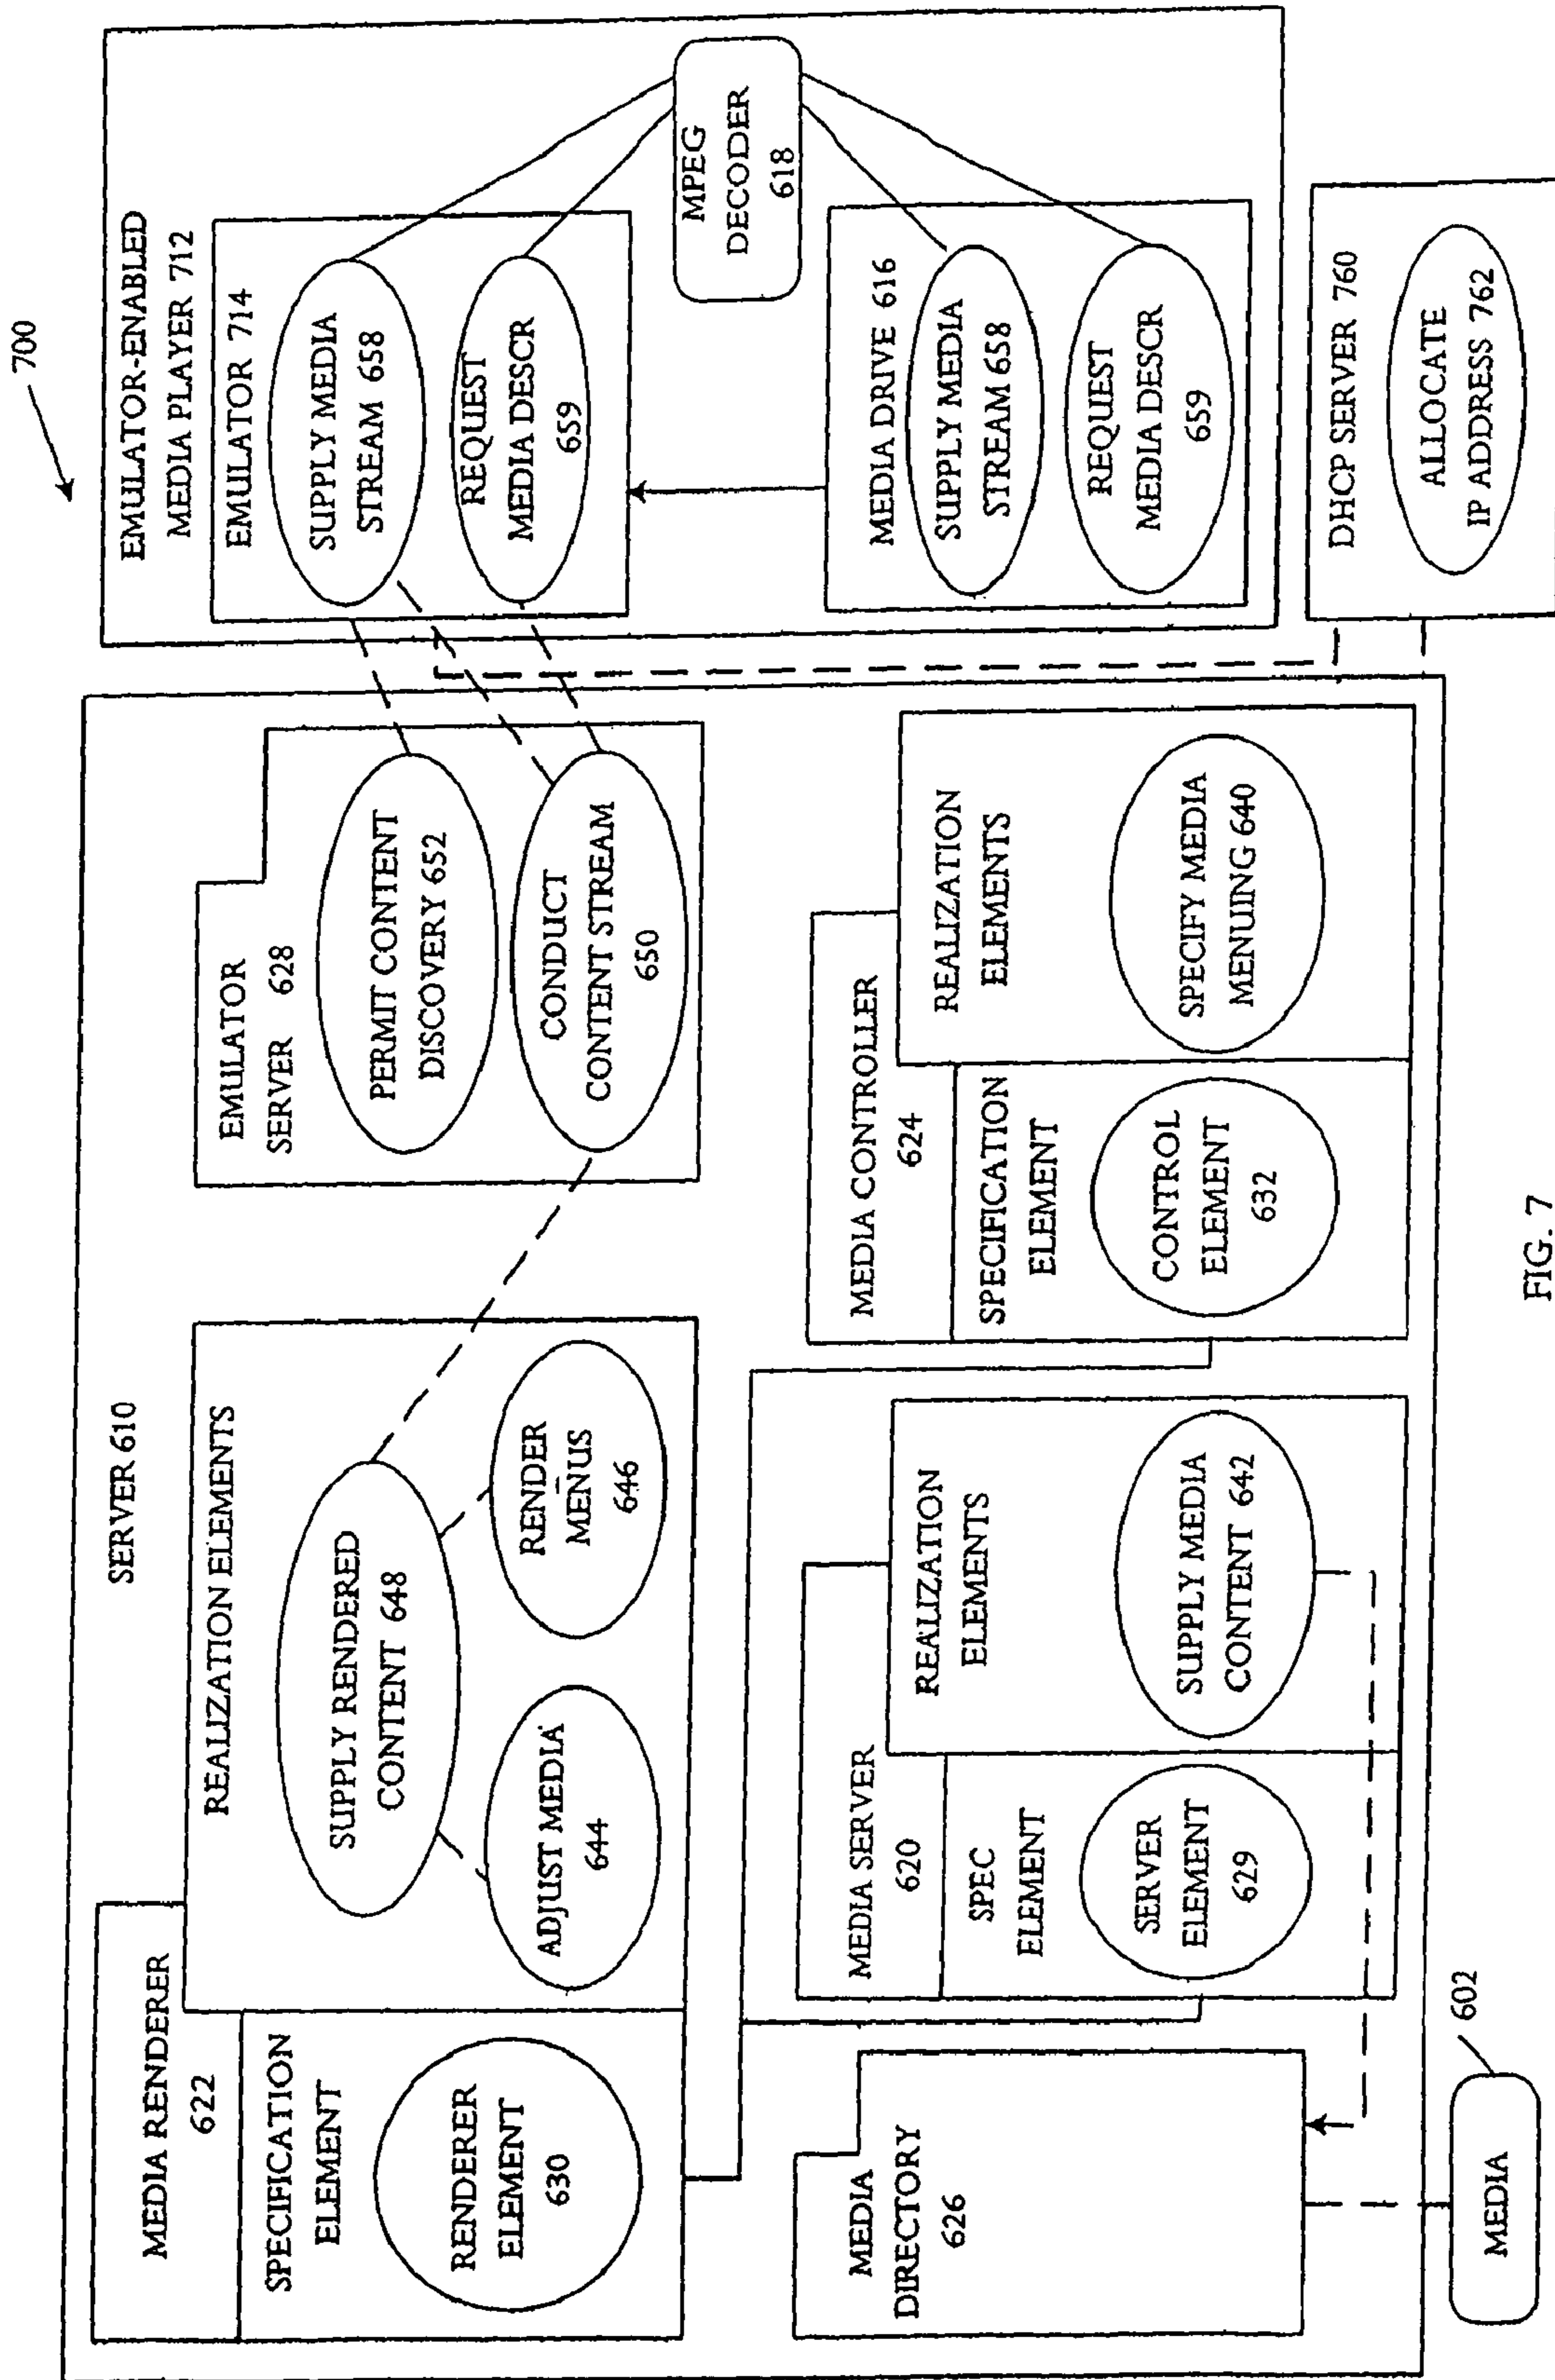 700
SERVER 610
MEDIA RENDERER
622
SPECIFICATION
ELEMENT
RENDERER
ELEMENT
630
REALIZATION ELEMENTS
SUPPLY RENDERED
CONTENT 648
ADJUST MEDIA
644
RENDER
MENUS
646
EMULATOR
SERVER 628
PERMIT CONTENT
DISCOVERY 652
CONDUCT
CONTENT STREAM
650
EMULATOR-ENABLED
MEDIA PLAYER 712
EMULATOR 714
SUPPLY MEDIA
STREAM 658
REQUEST
MEDIA DESCR
659
MPEG
DECODER
618
MEDIA DIRECTORY
626
MEDIA SERVER
620
SPEC
ELEMENT
SERVER
ELEMENT
629
REALIZATION
ELEMENTS
SUPPLY MEDIA
CONTENT 642
MEDIA CONTROLLER
624
SPECIFICATION
ELEMENT
CONTROL
ELEMENT
632
REALIZATION
ELEMENTS
SPECIFY MEDIA
MENUING 640
MEDIA DRIVE 616
SUPPLY MEDIA
STREAM 658
REQUEST
MEDIA DESCR
659
DHCP SERVER 760
ALLOCATE
IP ADDRESS 762
602
MEDIA
FIG. 7